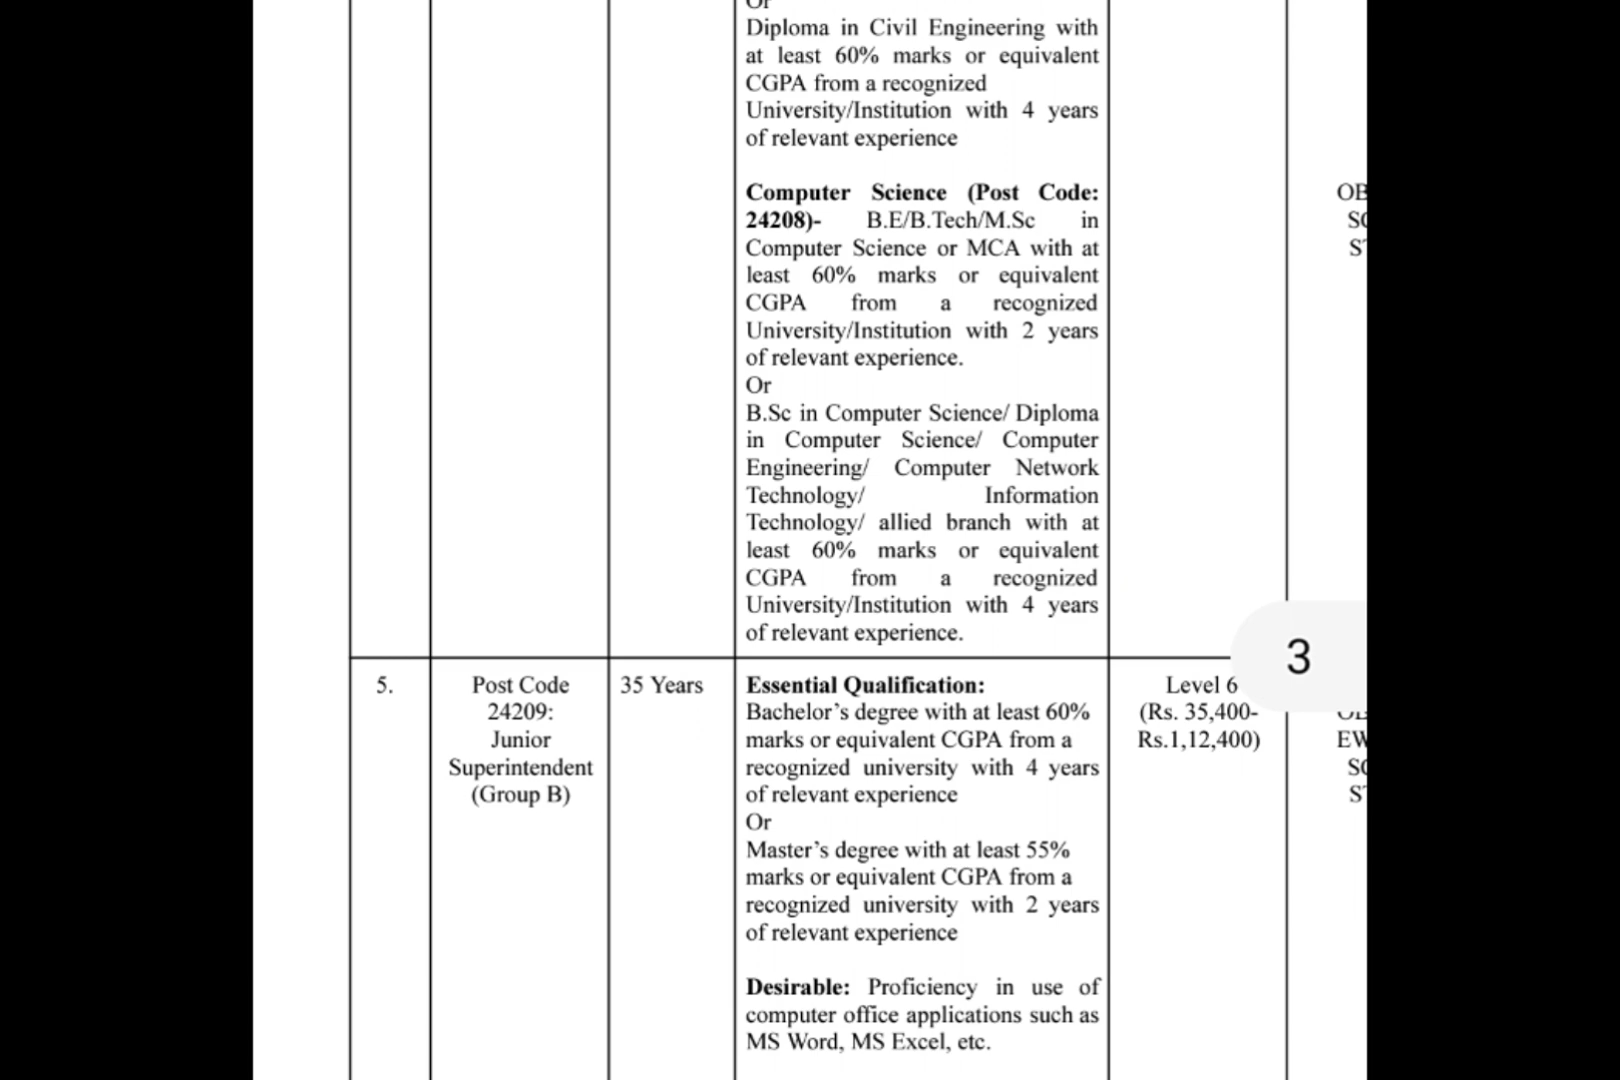 Or
Diploma in Civil Engineering with
at least 60% marks or equivalent
CGPA from a recognized
University/Institution with 4 years
of relevant experience
Computer Science (Post Code:
24208)- B.E/B.Tech/M.Sc in
Computer Science or MCA with at
least 60% marks or equivalent
CGPA from a recognized
University/Institution with 2 years
of relevant experience.
Or
B.Sc in Computer Science/ Diploma
in Computer Science/ Computer
Engineering/ Computer Network
Technology/ Information
Technology/ allied branch with at
least 60% marks or equivalent
CGPA from a recognized
University/Institution with 4 years
of relevant experience.
3
5.
Post Code
24209:
Junior
Superintendent
(Group B)
35 Years
Essential Qualification:
Bachelor’s degree with at least 60%
marks or equivalent CGPA from a
recognized university with 4 years
of relevant experience
Or
Master’s degree with at least 55%
marks or equivalent CGPA from a
recognized university with 2 years
of relevant experience
Desirable: Proficiency in use of
computer office applications such as
MS Word, MS Excel, etc.
Level 6
(Rs. 35,400-
Rs.1,12,400)